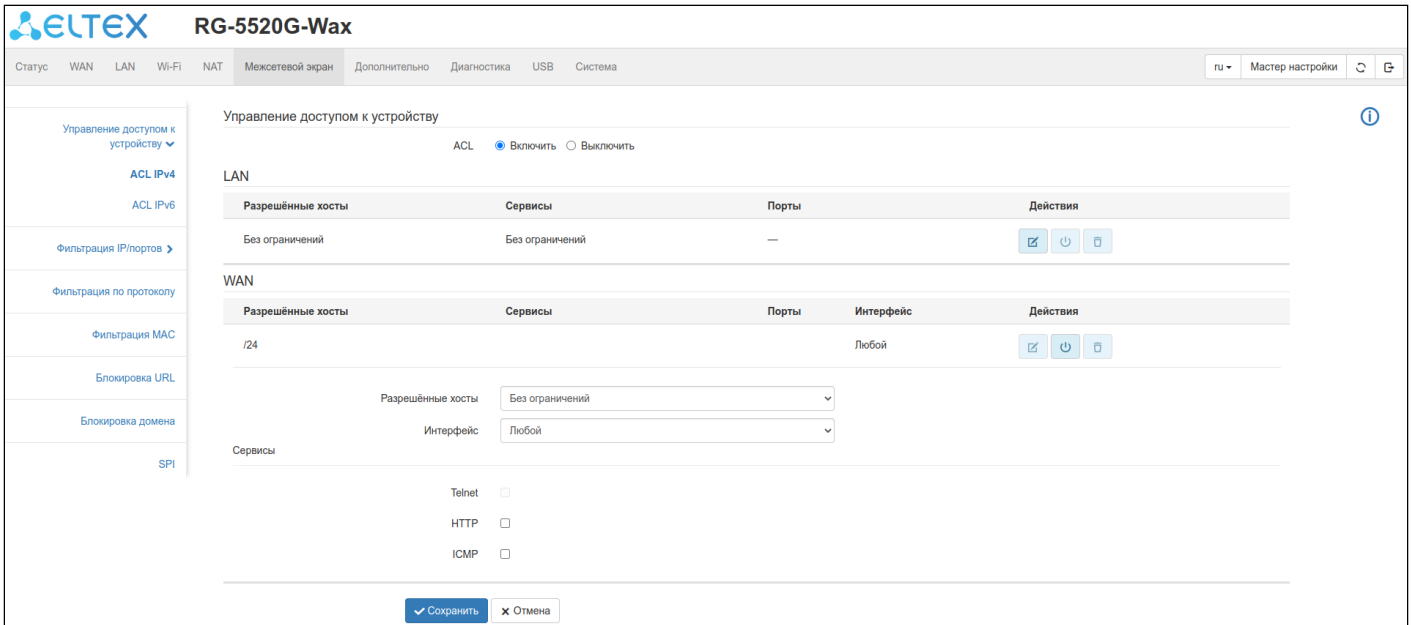 ELTEX RG-5520G-Wax
Статус WAN LAN Wi-Fi NAT Межсетевой экран Дополнительно Диагностика USB Система ru Мастер настройки
Управление доступом к устройству
ACL IPv4
ACL IPv6
Фильтрация IP/портов
Фильтрация по протоколу
Фильтрация MAC
Блокировка URL
Блокировка домена
SPI
Управление доступом к устройству
ACL Включить Выключить
LAN
Разрешённые хосты Сервисы Порты Действия
Без ограничений Без ограничений —
WAN
Разрешённые хосты Сервисы Порты Интерфейс Действия
/24 Любой
Разрешённые хосты Без ограничений
Интерфейс Любой
Сервисы
Telnet
HTTP
ICMP
Сохранить Отмена